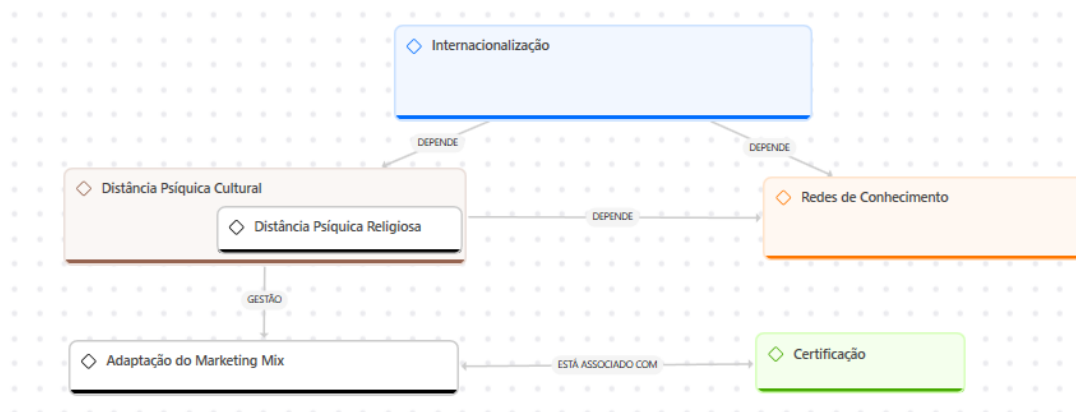 Internacionalização
DEPENDE
DEPENDE
Distância Psíquica Cultural
Redes de Conhecimento
DEPENDE
Distância Psíquica Religiosa
GESTÃO
Adaptação do Marketing Mix
ESTÁ ASSOCIADO COM
Certificação